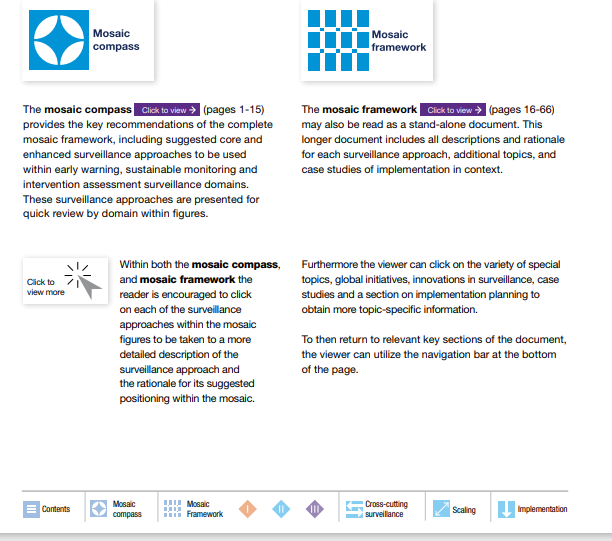 Mosaic
compass
Mosaic
framework
The mosaic compass Click to view → (pages 1-15)
provides the key recommendations of the complete
mosaic framework, including suggested core and
enhanced surveillance approaches to be used
within early warning, sustainable monitoring and
intervention assessment surveillance domains.
These surveillance approaches are presented for
quick review by domain within figures.
The mosaic framework Click to view → (pages 16-66)
may also be read as a stand-alone document. This
longer document includes all descriptions and rationale
for each surveillance approach, additional topics, and
case studies of implementation in context.
Click to
view more
Within both the mosaic compass,
and mosaic framework the
reader is encouraged to click
on each of the surveillance
approaches within the mosaic
figures to be taken to a more
detailed description of the
surveillance approach and
the rationale for its suggested
positioning within the mosaic.
Furthermore the viewer can click on the variety of special
topics, global initiatives, innovations in surveillance, case
studies and a section on implementation planning to
obtain more topic-specific information.
To then return to relevant key sections of the document,
the viewer can utilize the navigation bar at the bottom
of the page.
Contents
Mosaic
compass
Mosaic
Framework
I
II
III
Cross-cutting
surveillance
Scaling
Implementation